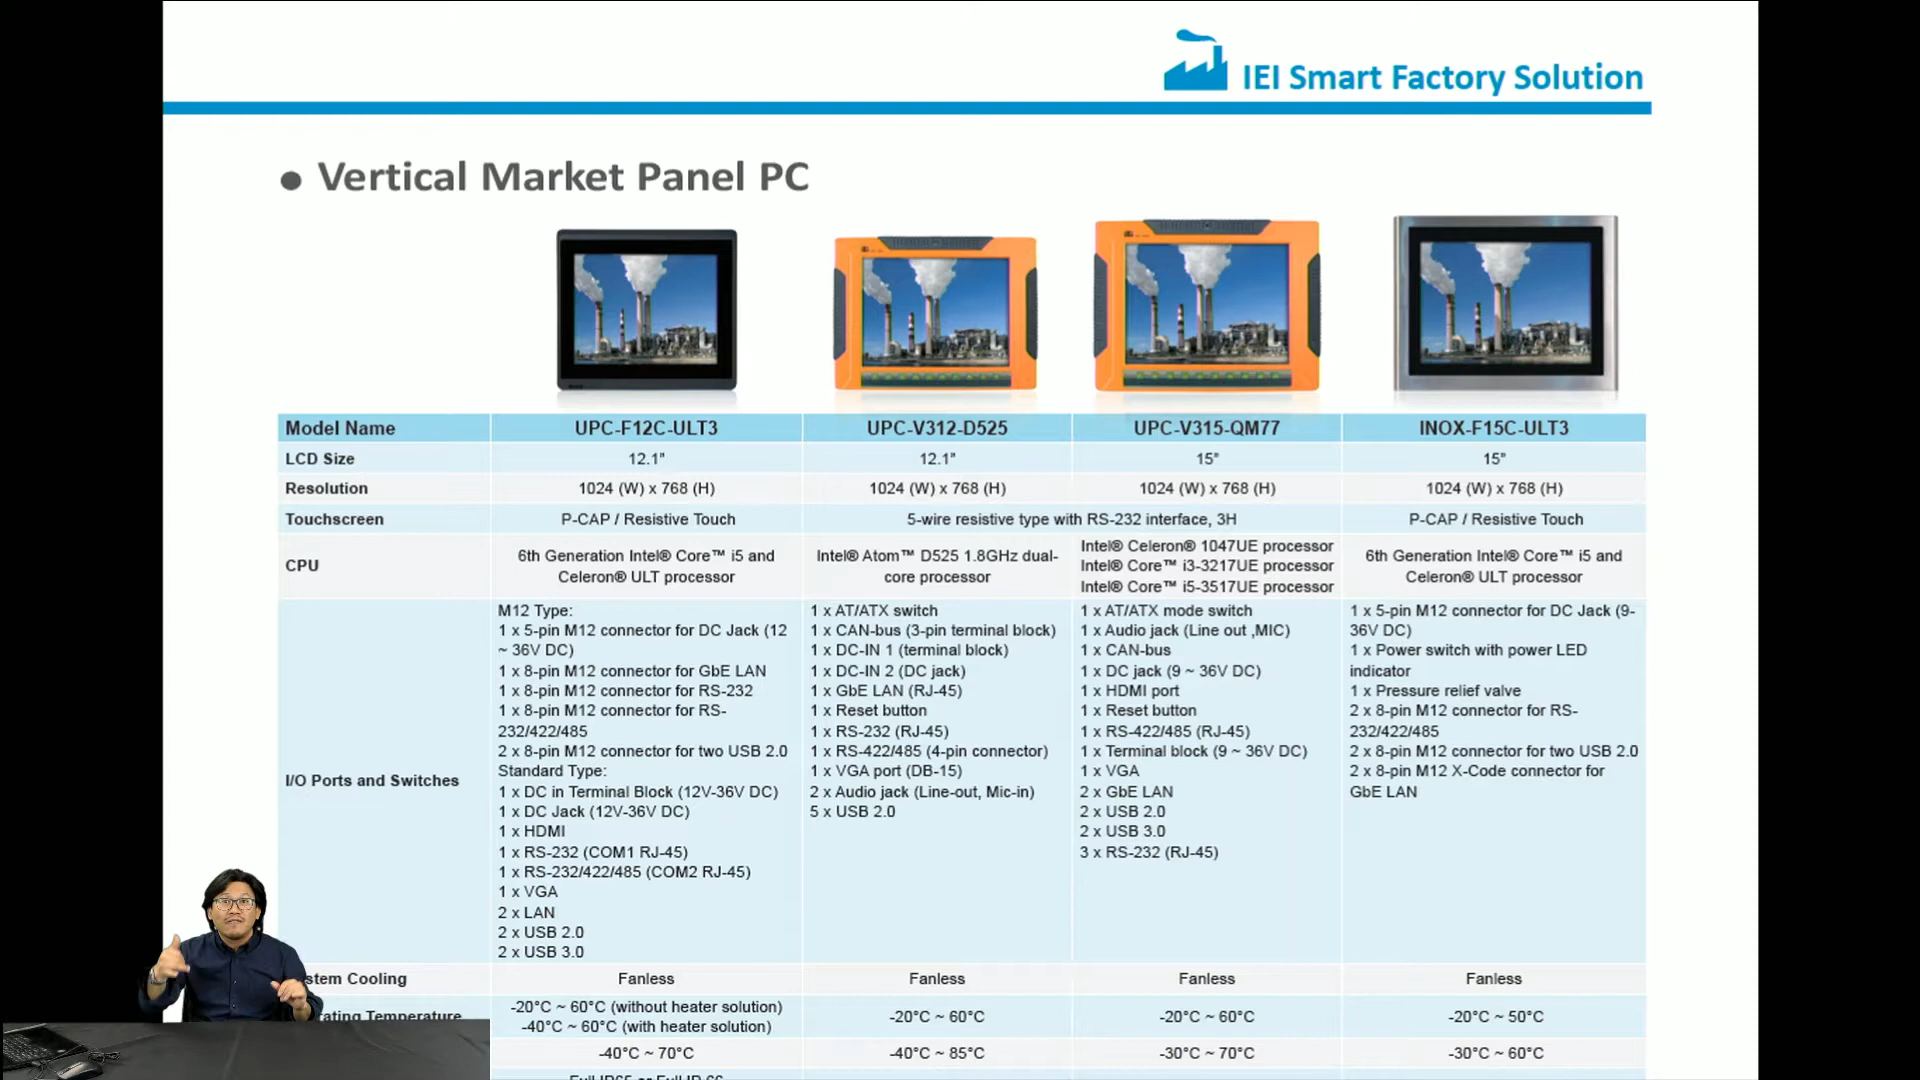 IEI Smart Factory Solution
● Vertical Market Panel PC
Model Name UPC-F12C-ULT3 UPC-V312-D525 UPC-V315-QM77 INOX-F15C-ULT3
LCD Size 12.1" 12.1" 15" 15"
Resolution 1024 (W) x 768 (H) 1024 (W) x 768 (H) 1024 (W) x 768 (H) 1024 (W) x 768 (H)
Touchscreen P-CAP / Resistive Touch 5-wire resistive type with RS-232 interface, 3H P-CAP / Resistive Touch
CPU
6th Generation Intel® Core™ i5 and
Celeron® ULT processor
Intel® Atom™ D525 1.8GHz dual-
core processor
Intel® Celeron® 1047UE processor
Intel® Core™ i3-3217UE processor
Intel® Core™ i5-3517UE processor
6th Generation Intel® Core™ i5 and
Celeron® ULT processor
I/O Ports and Switches
M12 Type:
1 x 5-pin M12 connector for DC Jack (12
~ 36V DC)
1 x 8-pin M12 connector for GbE LAN
1 x 8-pin M12 connector for RS-232
1 x 8-pin M12 connector for RS-
232/422/485
2 x 8-pin M12 connector for two USB 2.0
Standard Type:
1 x DC in Terminal Block (12V-36V DC)
1 x DC Jack (12V-36V DC)
1 x HDMI
1 x RS-232 (COM1 RJ-45)
1 x RS-232/422/485 (COM2 RJ-45)
1 x VGA
2 x LAN
2 x USB 2.0
2 x USB 3.0
1 x AT/ATX switch
1 x CAN-bus (3-pin terminal block)
1 x DC-IN 1 (terminal block)
1 x DC-IN 2 (DC jack)
1 x GbE LAN (RJ-45)
1 x Reset button
1 x RS-232 (RJ-45)
1 x RS-422/485 (4-pin connector)
1 x VGA port (DB-15)
2 x Audio jack (Line-out, Mic-in)
5 x USB 2.0
1 x AT/ATX mode switch
1 x Audio jack (Line out ,MIC)
1 x CAN-bus
1 x DC jack (9 ~ 36V DC)
1 x HDMI port
1 x Reset button
1 x RS-422/485 (RJ-45)
1 x Terminal block (9 ~ 36V DC)
1 x VGA
2 x GbE LAN
2 x USB 2.0
2 x USB 3.0
3 x RS-232 (RJ-45)
1 x 5-pin M12 connector for DC Jack (9-
36V DC)
1 x Power switch with power LED
indicator
1 x Pressure relief valve
2 x 8-pin M12 connector for RS-
232/422/485
2 x 8-pin M12 connector for two USB 2.0
2 x 8-pin M12 X-Code connector for
GbE LAN
stem Cooling Fanless Fanless Fanless Fanless
rating Temperature
-20°C ~ 60°C (without heater solution)
-40°C ~ 60°C (with heater solution)
-20°C ~ 60°C -20°C ~ 60°C -20°C ~ 50°C
-40°C ~ 70°C -40°C ~ 85°C -30°C ~ 70°C -30°C ~ 60°C
Full IP65 or Full IP 66